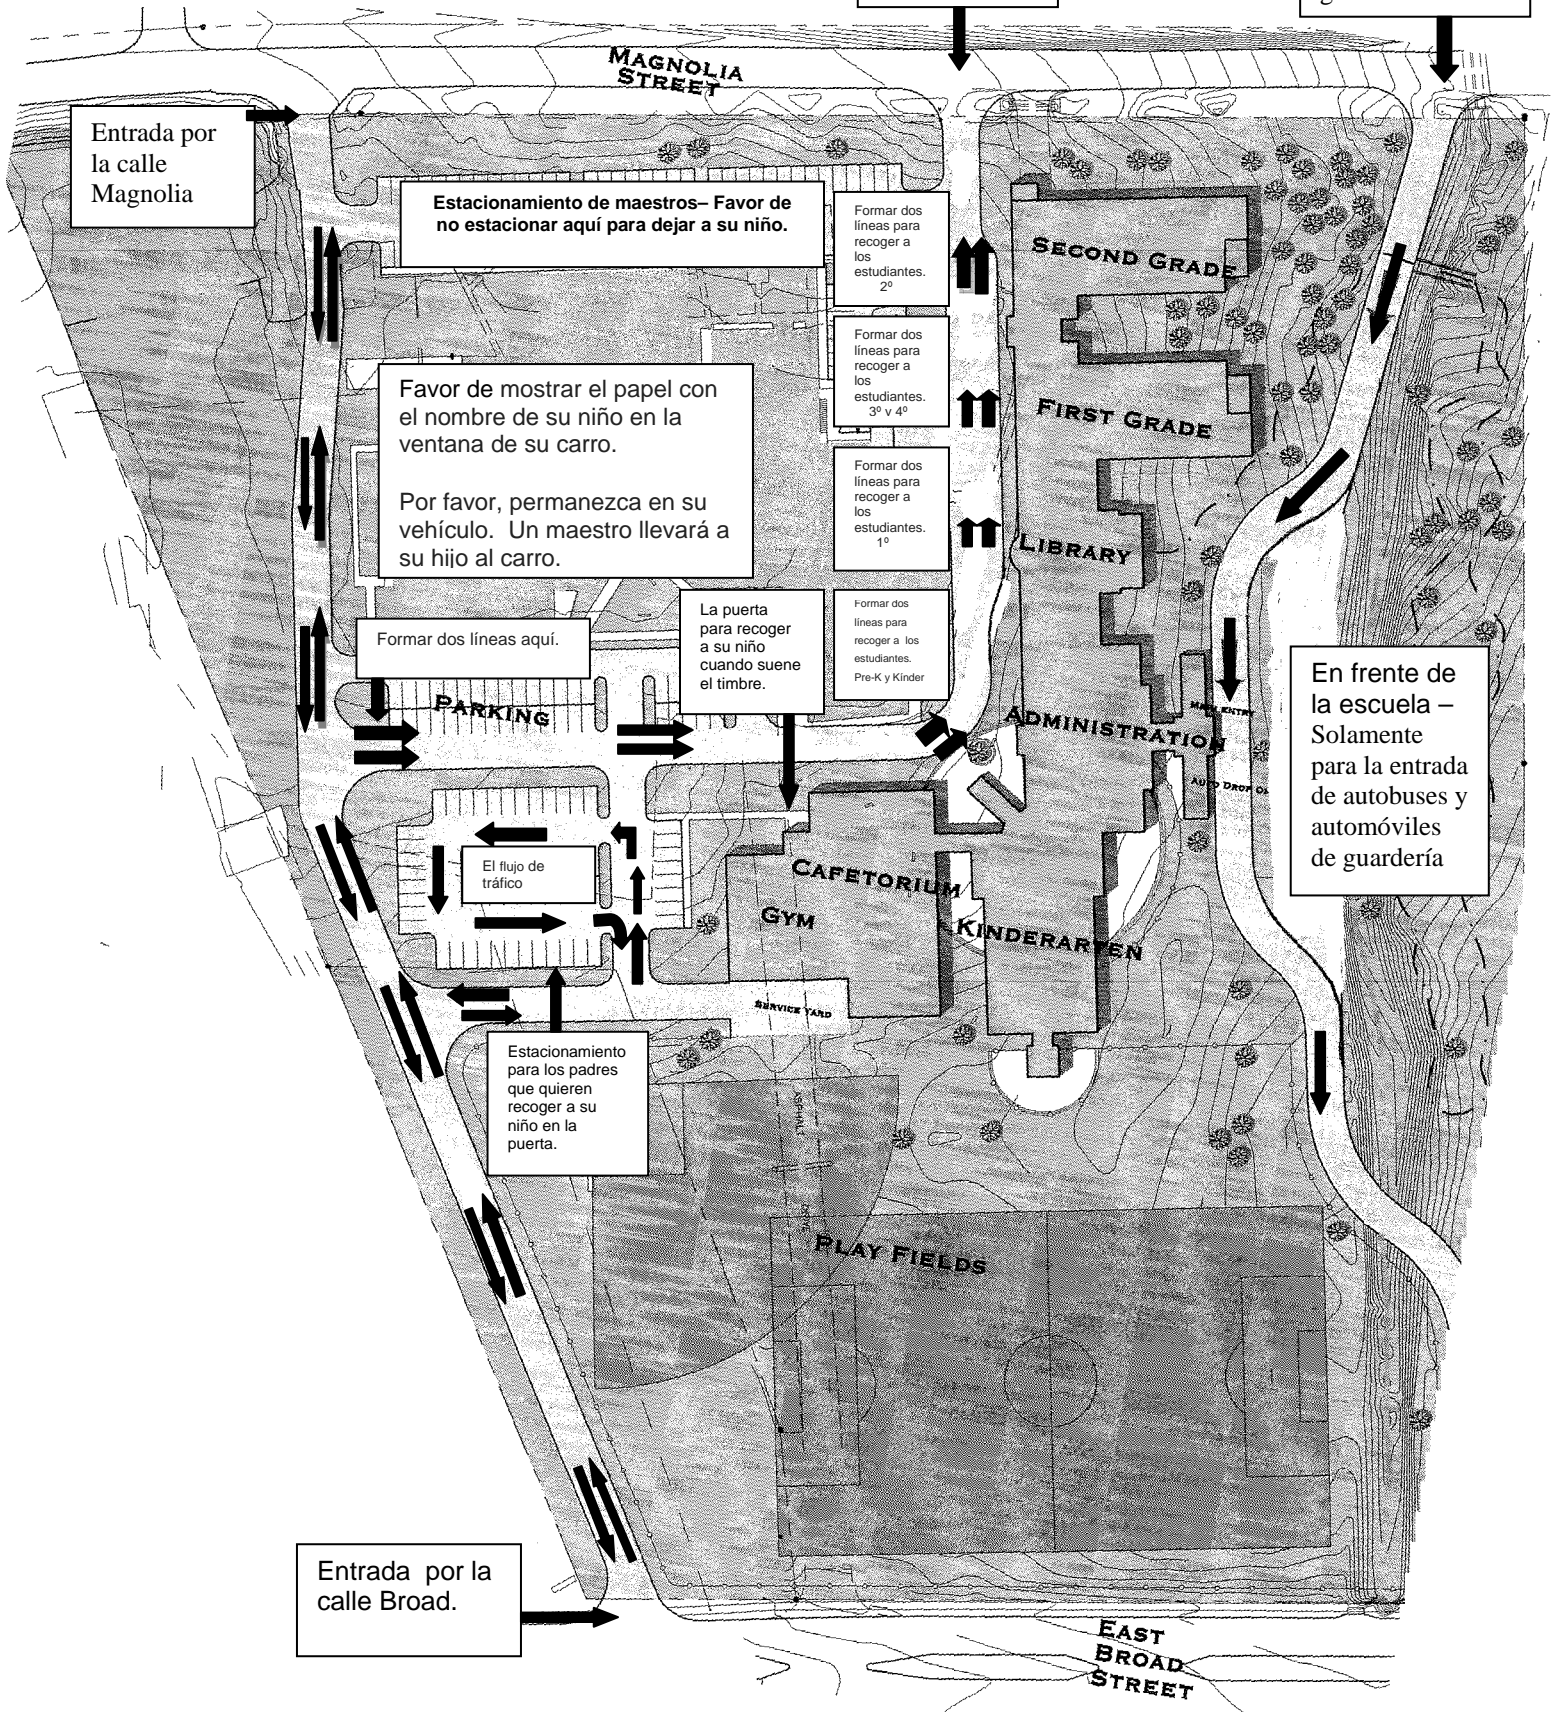 MAGNOLIA
STREET
Entrada por
la calle
Magnolia
Estacionamiento de maestros– Favor de
no estacionar aquí para dejar a su niño.
Formar dos
líneas para
recoger a
los
estudiantes.
2º
SECOND GRADE
Formar dos
líneas para
recoger a
los
estudiantes.
3º y 4º
Favor de mostrar el papel con
el nombre de su niño en la
ventana de su carro.
Por favor, permanezca en su
vehículo. Un maestro llevará a
su hijo al carro.
FIRST GRADE
Formar dos
líneas para
recoger a
los
estudiantes.
1º
LIBRARY
Formar dos líneas aquí.
La puerta
para recoger
a su niño
cuando suene
el timbre.
Formar dos
líneas para
recoger a los
estudiantes.
Pre-K y Kínder
En frente de
la escuela –
Solamente
para la entrada
de autobuses y
automóviles
de guardería
PARKING
ADMINISTRATION
MAIN ENTRY
AUTO DROP
El flujo de
tráfico
CAFETORIUM
GYM
KINDERARTEN
SERVICE YARD
Estacionamiento
para los padres
que quieren
recoger a su
niño en la
puerta.
ASPHALT
DRIVE
PLAY FIELDS
Entrada por la
calle Broad.
EAST
BROAD
STREET